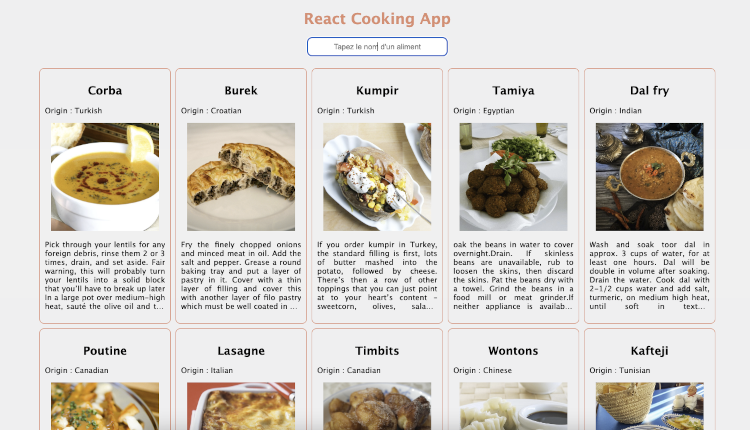 React Cooking App
Tapez le nom d'un aliment
Corba
Origin : Turkish
Pick through your lentils for any
foreign debris, rinse them 2 or 3
times, drain, and set aside. Fair
warning, this will probably turn
your lentils into a solid block
that you'll have to break up later
In a large pot over medium-high
heat, sauté the olive oil and t...
Burek
Origin : Croatian
Fry the finely chopped onions
and minced meat in oil. Add the
salt and pepper. Grease a round
baking tray and put a layer of
pastry in it. Cover with a thin
layer of filling and cover this
with another layer of filo pastry
which must be well coated in ...
Kumpir
Origin : Turkish
If you order kumpir in Turkey,
the standard filling is first, lots
of butter mashed into the
potato, followed by cheese.
There's then a row of other
toppings that you can just point
at to your heart's content –
sweetcorn, olives, sala...
Tamiya
Origin : Egyptian
oak the beans in water to cover
overnight.Drain. If skinless
beans are unavailable, rub to
loosen the skins, then discard
the skins. Pat the beans dry with
a towel. Grind the beans in a
food mill or meat grinder.If
neither appliance is availab...
Dal fry
Origin : Indian
Wash and soak toor dal in
approx. 3 cups of water, for at
least one hours. Dal will be
double in volume after soaking.
Drain the water. Cook dal with
2-1/2 cups water and add salt,
turmeric, on medium high heat,
until soft in text...
Poutine
Origin : Canadian
Lasagne
Origin : Italian
Timbits
Origin : Canadian
Wontons
Origin : Chinese
Kafteji
Origin : Tunisian